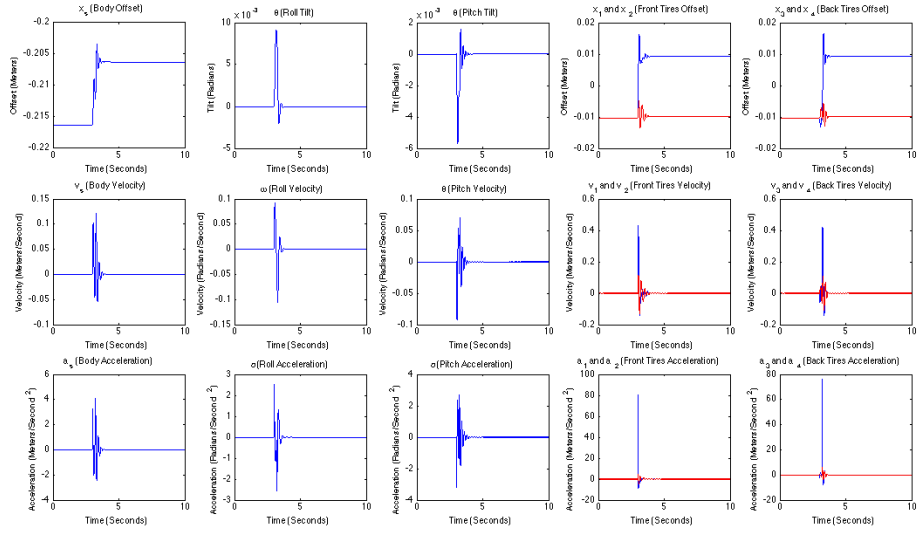 x_s (Body Offset)
-0.2
-0.205
-0.21
-0.215
-0.22
Offset (Meters)
0 5 10
Time (Seconds)
x 10^-3
θ (Roll Tilt)
10
5
0
-5
Tilt (Radians)
0 5 10
Time (Seconds)
x 10^-3
θ (Pitch Tilt)
2
0
-2
-4
-6
Tilt (Radians)
0 5 10
Time (Seconds)
x_1 and x_2 (Front Tires Offset)
0.02
0.01
0
-0.01
-0.02
Offset (Meters)
0 5 10
Time (Seconds)
x_3 and x_4 (Back Tires Offset)
0.02
0.01
0
-0.01
-0.02
Offset (Meters)
0 5 10
Time (Seconds)
v_s (Body Velocity)
0.15
0.1
0.05
0
-0.05
-0.1
Velocity (Meters/Second)
0 5 10
Time (Seconds)
ω (Roll Velocity)
0.1
0.05
0
-0.05
-0.1
-0.15
Velocity (Radians/Second)
0 5 10
Time (Seconds)
θ (Pitch Velocity)
0.1
0.05
0
-0.05
-0.1
Velocity (Radians/Second)
0 5 10
Time (Seconds)
v_1 and v_2 (Front Tires Velocity)
0.6
0.4
0.2
0
-0.2
Velocity (Meters/Second)
0 5 10
Time (Seconds)
v_3 and v_4 (Back Tires Velocity)
0.6
0.4
0.2
0
-0.2
Velocity (Meters/Second)
0 5 10
Time (Seconds)
a_s (Body Acceleration)
6
4
2
0
-2
-4
Acceleration (Meters/Second^2)
0 5 10
Time (Seconds)
σ (Roll Acceleration)
3
2
1
0
-1
-2
-3
Acceleration (Radians/Second^2)
0 5 10
Time (Seconds)
σ (Pitch Acceleration)
4
2
0
-2
-4
Acceleration (Radians/Second^2)
0 5 10
Time (Seconds)
a_1 and a_2 (Front Tires Acceleration)
100
80
60
40
20
0
-20
Acceleration (Meters/Second^2)
0 5 10
Time (Seconds)
a_3 and a_4 (Back Tires Acceleration)
80
60
40
20
0
-20
Acceleration (Meters/Second^2)
0 5 10
Time (Seconds)